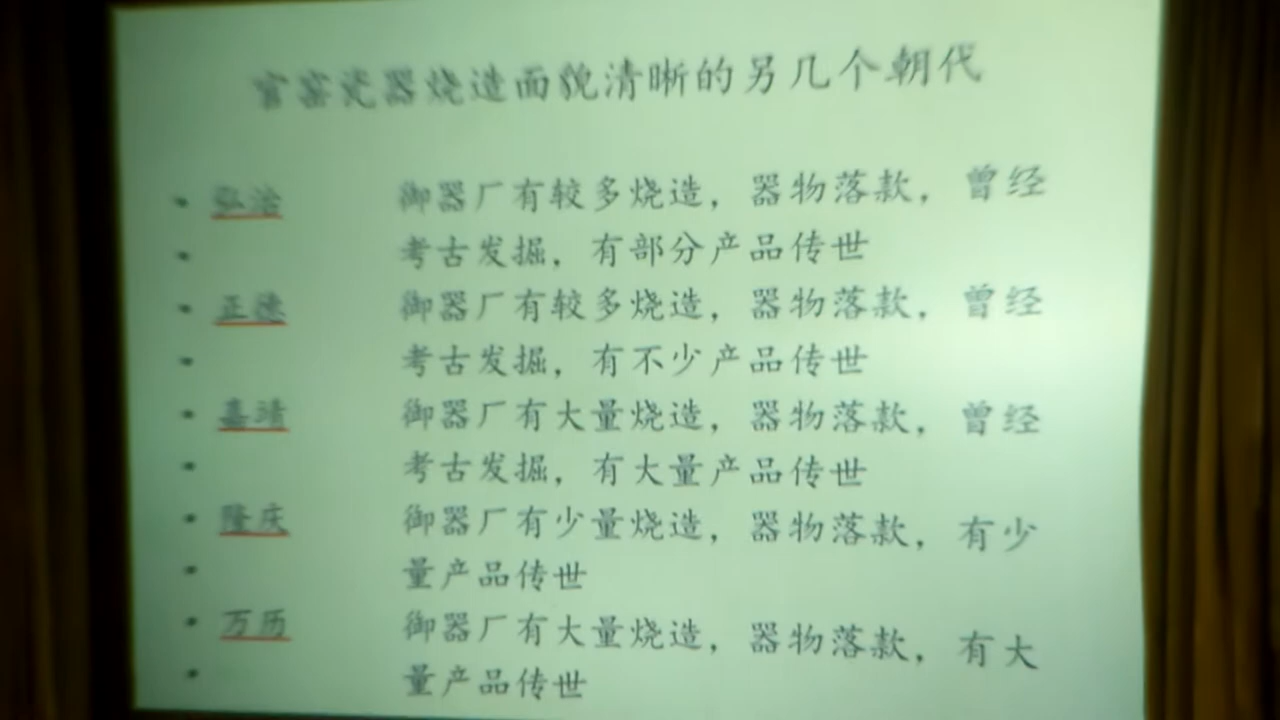 官窑瓷器烧造面貌清晰的另几个朝代
• 弘治 御器厂有较多烧造，器物落款，曾经
• 考古发掘，有部分产品传世
• 正德 御器厂有较多烧造，器物落款，曾经
• 考古发掘，有不少产品传世
• 嘉靖 御器厂有大量烧造，器物落款，曾经
• 考古发掘，有大量产品传世
• 隆庆 御器厂有少量烧造，器物落款，有少
• 量产品传世
• 万历 御器厂有大量烧造，器物落款，有大
• 量产品传世